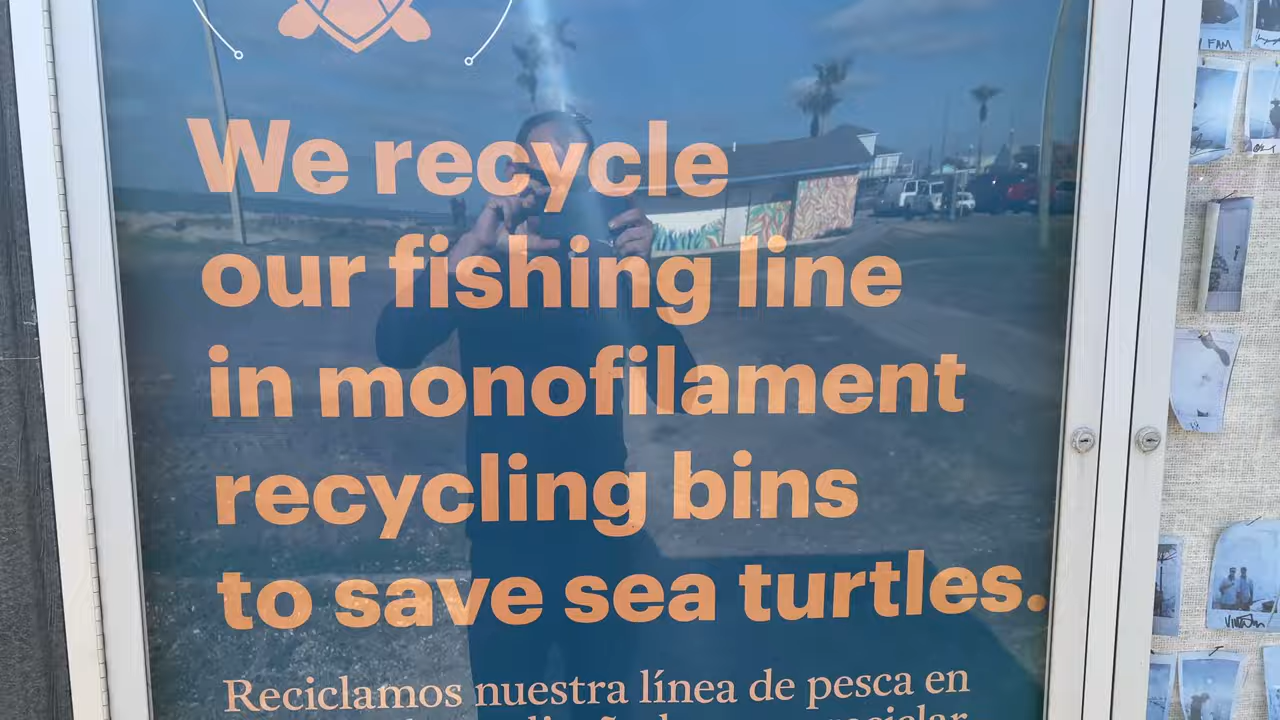 We recycle
our fishing line
in monofilament
recycling bins
to save sea turtles.
Reciclamos nuestra línea de pesca en
FAM